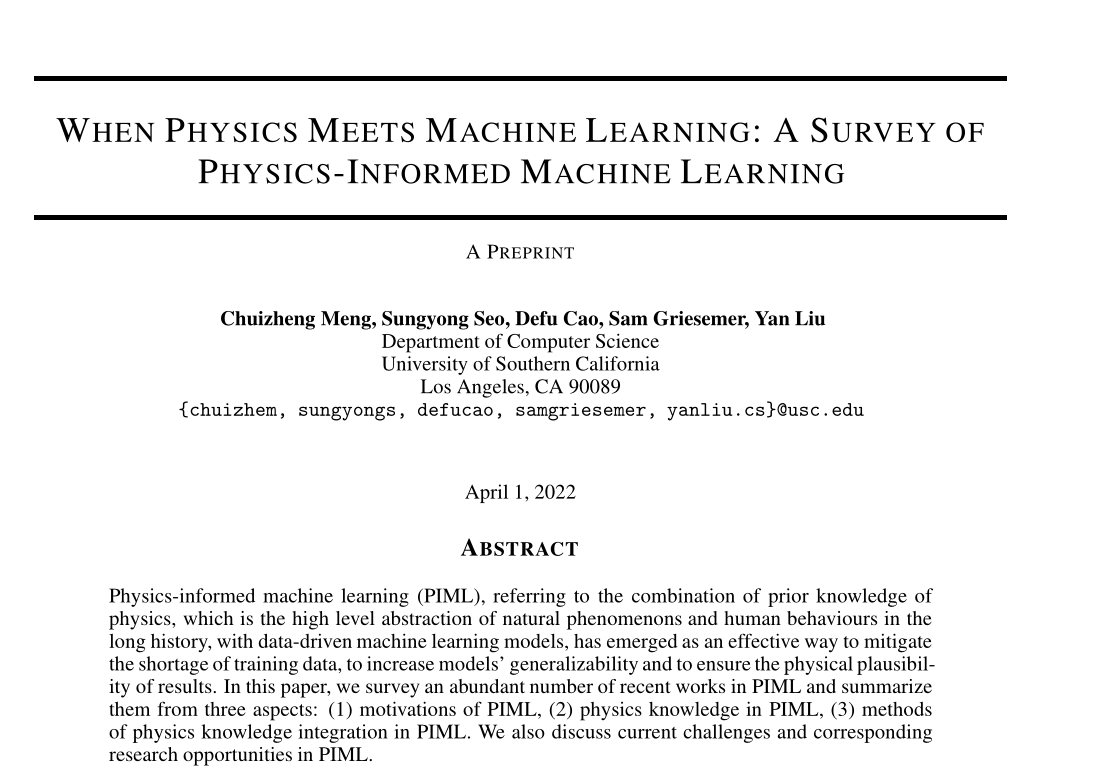 WHEN PHYSICS MEETS MACHINE LEARNING: A SURVEY OF
PHYSICS-INFORMED MACHINE LEARNING
A PREPRINT
Chuizheng Meng, Sungyong Seo, Defu Cao, Sam Griesemer, Yan Liu
Department of Computer Science
University of Southern California
Los Angeles, CA 90089
{chuizhem, sungyongs, defucao, samgriesemer, yanliu.cs}@usc.edu
April 1, 2022
ABSTRACT
Physics-informed machine learning (PIML), referring to the combination of prior knowledge of
physics, which is the high level abstraction of natural phenomenons and human behaviours in the
long history, with data-driven machine learning models, has emerged as an effective way to mitigate
the shortage of training data, to increase models’ generalizability and to ensure the physical plausibil-
ity of results. In this paper, we survey an abundant number of recent works in PIML and summarize
them from three aspects: (1) motivations of PIML, (2) physics knowledge in PIML, (3) methods
of physics knowledge integration in PIML. We also discuss current challenges and corresponding
research opportunities in PIML.